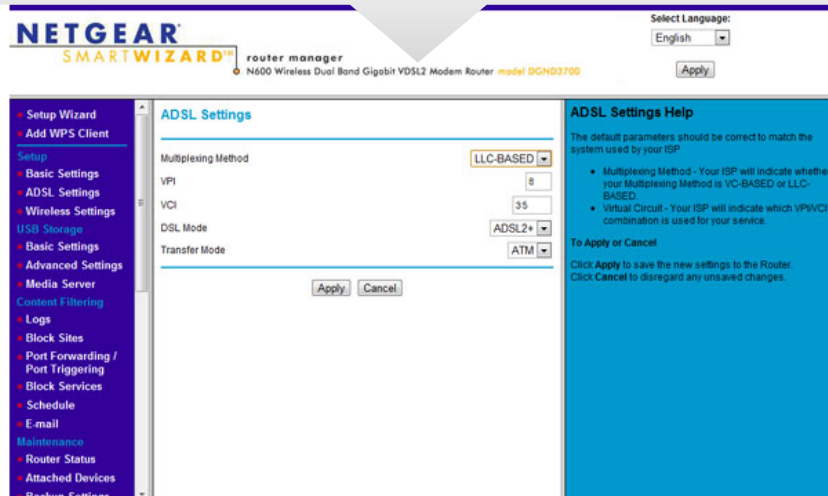 NETGEAR®
SMARTWIZARD™ router manager
N600 Wireless Dual Band Gigabit VDSL2 Modem Router model DGND3700
Select Language:
English
Apply
Setup Wizard
Add WPS Client
Setup
Basic Settings
ADSL Settings
Wireless Settings
USB Storage
Basic Settings
Advanced Settings
Media Server
Content Filtering
Logs
Block Sites
Port Forwarding /
Port Triggering
Block Services
Schedule
E-mail
Maintenance
Router Status
Attached Devices
Backup Settings
ADSL Settings
Multiplexing Method LLC-BASED
VPI 8
VCI 35
DSL Mode ADSL2+
Transfer Mode ATM
Apply Cancel
ADSL Settings Help
The default parameters should be correct to match the
system used by your ISP
Multiplexing Method - Your ISP will indicate whethe
your Multiplexing Method is VC-BASED or LLC-
BASED.
Virtual Circuit - Your ISP will indicate which VPI/VCI
combination is used for your service.
To Apply or Cancel
Click Apply to save the new settings to the Router.
Click Cancel to disregard any unsaved changes.